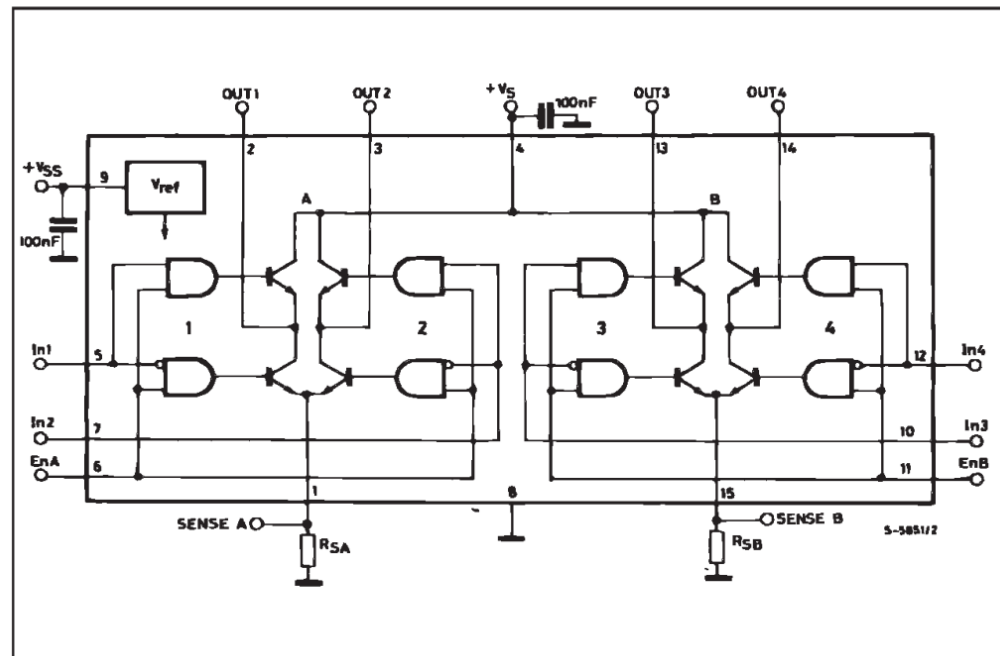 OUT1 OUT2 +VS 100nF OUT3 OUT4
2 3 4 13 14
+VSS 9 Vref
100nF
A B
1 2 3 4
In1 5 12 In4
In2 7 10 In3
EnA 6 11 EnB
1 8 15
SENSE A SENSE B
RSA RSB
S-5851/2